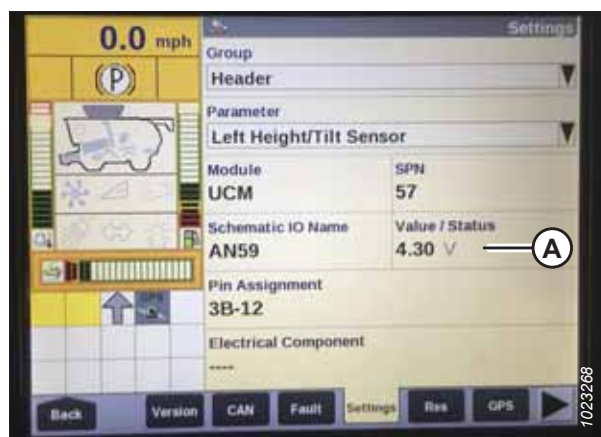 0.0 mph
Settings
(P)
Group
Header
Parameter
Left Height/Tilt Sensor
Module
SPN
UCM
57
Schematic IO Name
Value / Status
AN59
4.30 V
A
Pin Assignment
3B-12
Electrical Component
----
Back
Version
CAN
Fault
Settings
Res
GPS
1023268